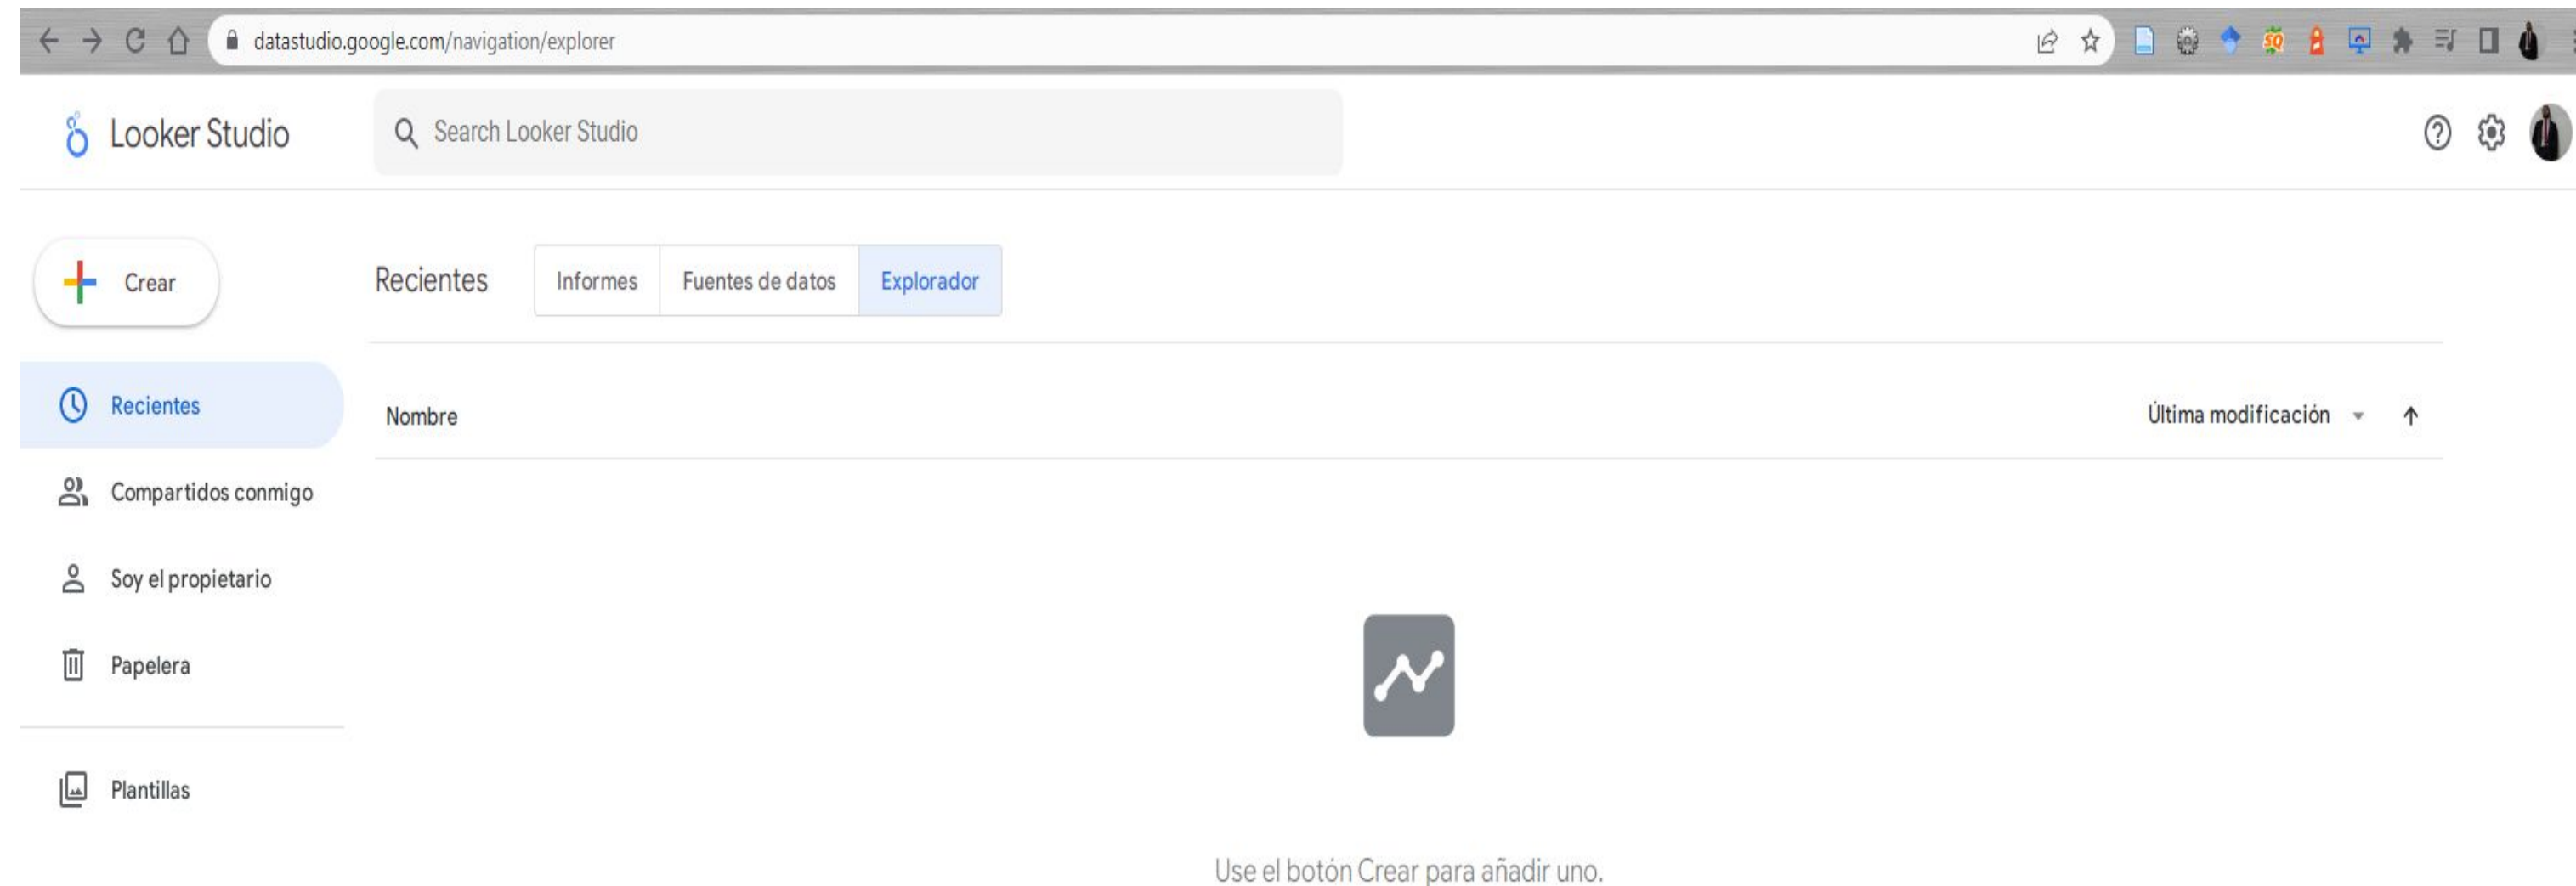 datastudio.google.com/navigation/explorer
SQ
Looker Studio
Search Looker Studio
Crear
Recientes
Informes
Fuentes de datos
Explorador
Recientes
Nombre
Última modificación
Compartidos conmigo
Soy el propietario
Papelera
Plantillas
Use el botón Crear para añadir uno.